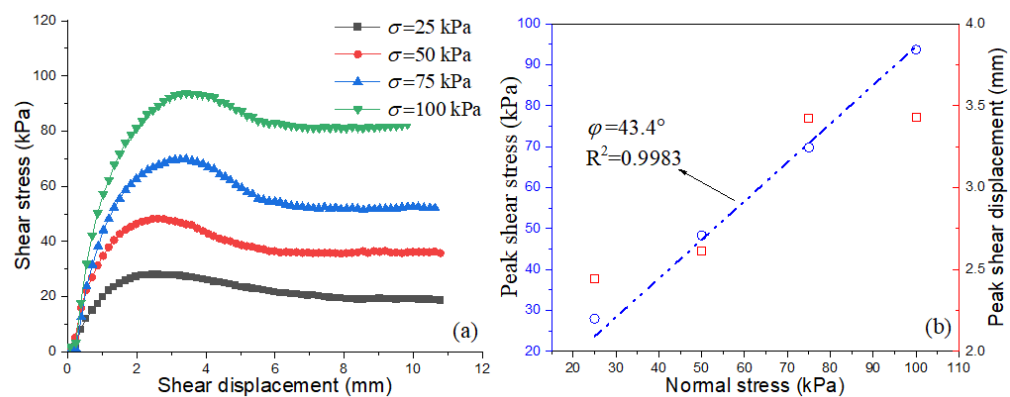 120
100
80
60
40
20
0
Shear stress (kPa)
σ=25 kPa
σ=50 kPa
σ=75 kPa
σ=100 kPa
(a)
0 2 4 6 8 10 12
Shear displacement (mm)
100
90
80
70
60
50
40
30
20
Peak shear stress (kPa)
φ=43.4°
R²=0.9983
(b)
4.0
3.5
3.0
2.5
2.0
Peak shear displacement (mm)
20 30 40 50 60 70 80 90 100 110
Normal stress (kPa)